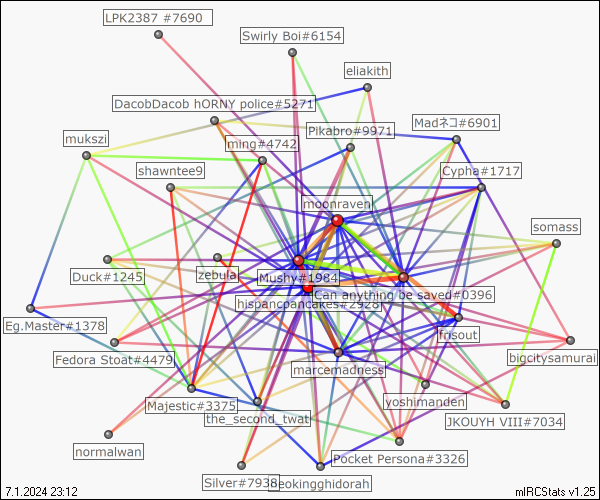 LPK2387 #7690
Swirly Boi#6154
eliakith
DacobDacob hORNY police#5271
Madネコ#6901
Pikabro#9971
mukszi
ming#4742
shawntee9
Cypha#1717
moonraven
somass
Duck#1245
zebula
Mushy#1984
Can anything be saved#0396
hispancpancakes#2928
Eg.Master#1378
frisout
Fedora Stoat#4479
bigcitysamurai
marcemadness
Majestic#3375
yoshimanden
the_second_twat
JKOUYH VIII#7034
normalwan
Pocket Persona#3326
Silver#7938
7.1.2024 23:12
mIRCStats v1.25